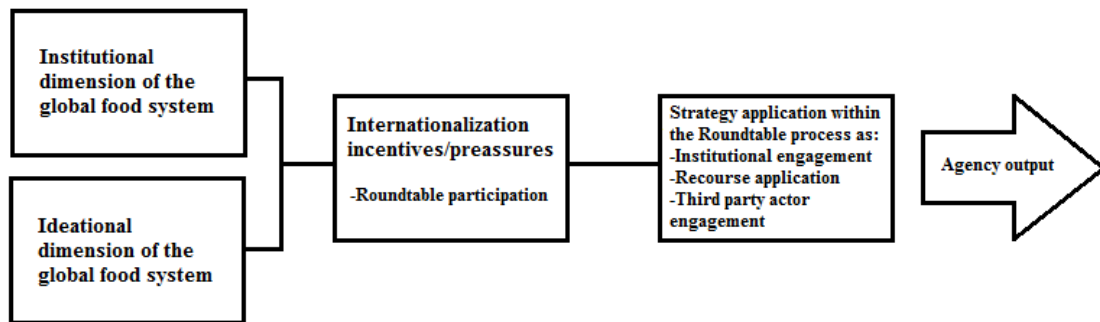 Institutional
dimension of the
global food system
Ideational
dimension of the
global food system
Internationalization
incentives/preassures
-Roundtable participation
Strategy application within
the Roundtable process as:
-Institutional engagement
-Recourse application
-Third party actor
engagement
Agency output